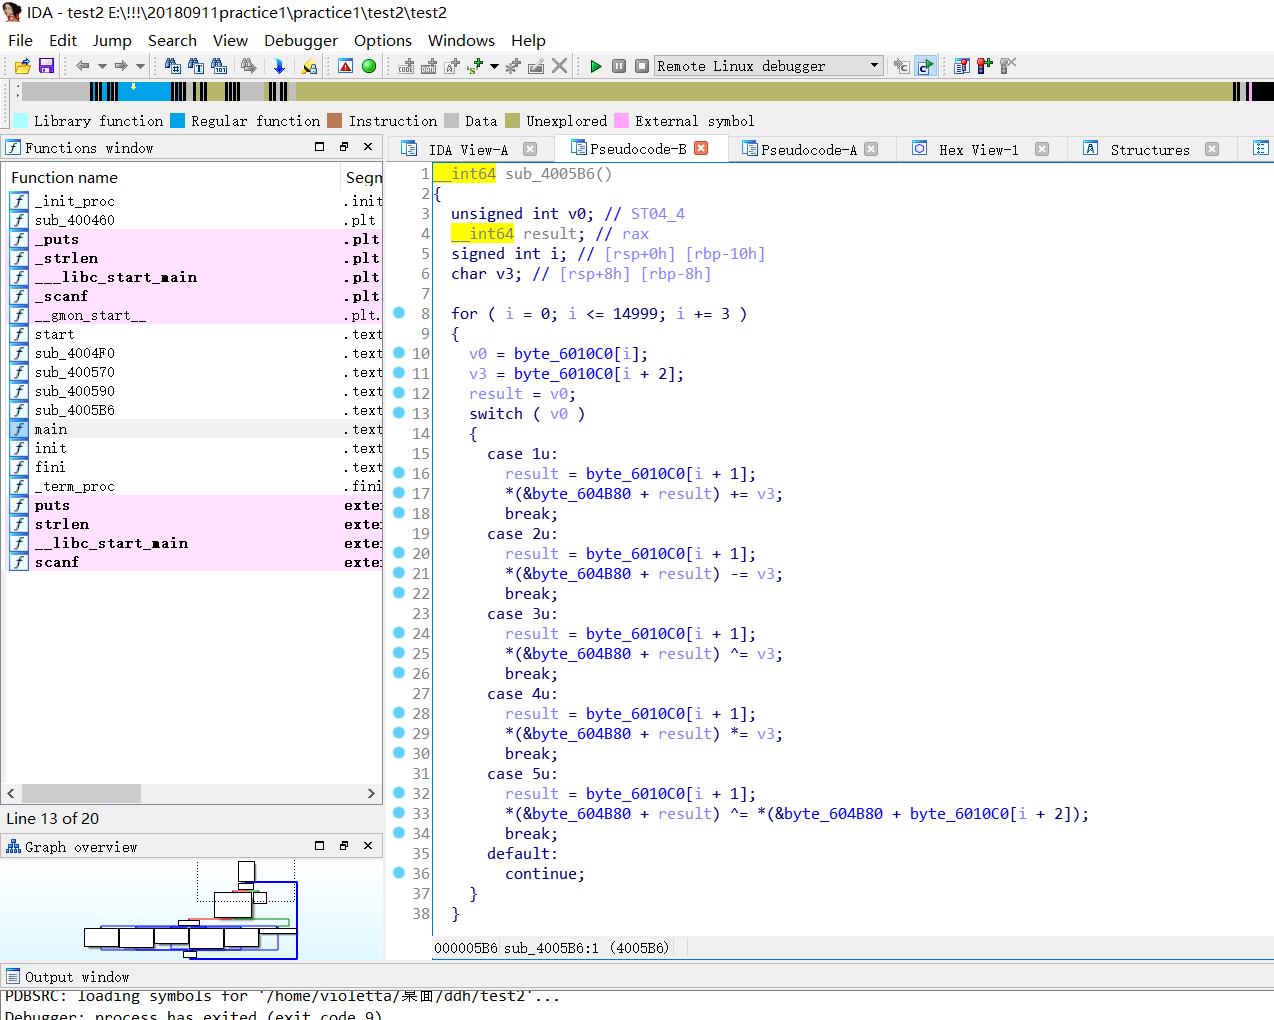 IDA - test2 E:\!!!\20180911practice1\practice1\test2\test2
File Edit Jump Search View Debugger Options Windows Help
Remote Linux debugger
Library function Regular function Instruction Data Unexplored External symbol
Functions window
IDA View-A Pseudocode-B Pseudocode-A Hex View-1 Structures
Function name Segm
_init_proc .init
sub_400460 .plt
_puts .plt
_strlen .plt
___libc_start_main .plt
_scanf .plt
__gmon_start__ .plt.
start .text
sub_4004F0 .text
sub_400570 .text
sub_400590 .text
sub_4005B6 .text
main .text
init .text
fini .text
_term_proc .fini
puts exte
strlen exte
__libc_start_main exte
scanf exte
Line 13 of 20
Graph overview
1 __int64 sub_4005B6()
2 {
3 unsigned int v0; // ST04_4
4 __int64 result; // rax
5 signed int i; // [rsp+0h] [rbp-10h]
6 char v3; // [rsp+8h] [rbp-8h]
7
8 for ( i = 0; i <= 14999; i += 3 )
9 {
10 v0 = byte_6010C0[i];
11 v3 = byte_6010C0[i + 2];
12 result = v0;
13 switch ( v0 )
14 {
15 case 1u:
16 result = byte_6010C0[i + 1];
17 *(&byte_604B80 + result) += v3;
18 break;
19 case 2u:
20 result = byte_6010C0[i + 1];
21 *(&byte_604B80 + result) -= v3;
22 break;
23 case 3u:
24 result = byte_6010C0[i + 1];
25 *(&byte_604B80 + result) ^= v3;
26 break;
27 case 4u:
28 result = byte_6010C0[i + 1];
29 *(&byte_604B80 + result) *= v3;
30 break;
31 case 5u:
32 result = byte_6010C0[i + 1];
33 *(&byte_604B80 + result) ^= *(&byte_604B80 + byte_6010C0[i + 2]);
34 break;
35 default:
36 continue;
37 }
38 }
000005B6 sub_4005B6:1 (4005B6)
Output window
PDBSRC: loading symbols for '/home/violetta/桌面/ddh/test2'...
Debugger: process has exited (exit code 9)